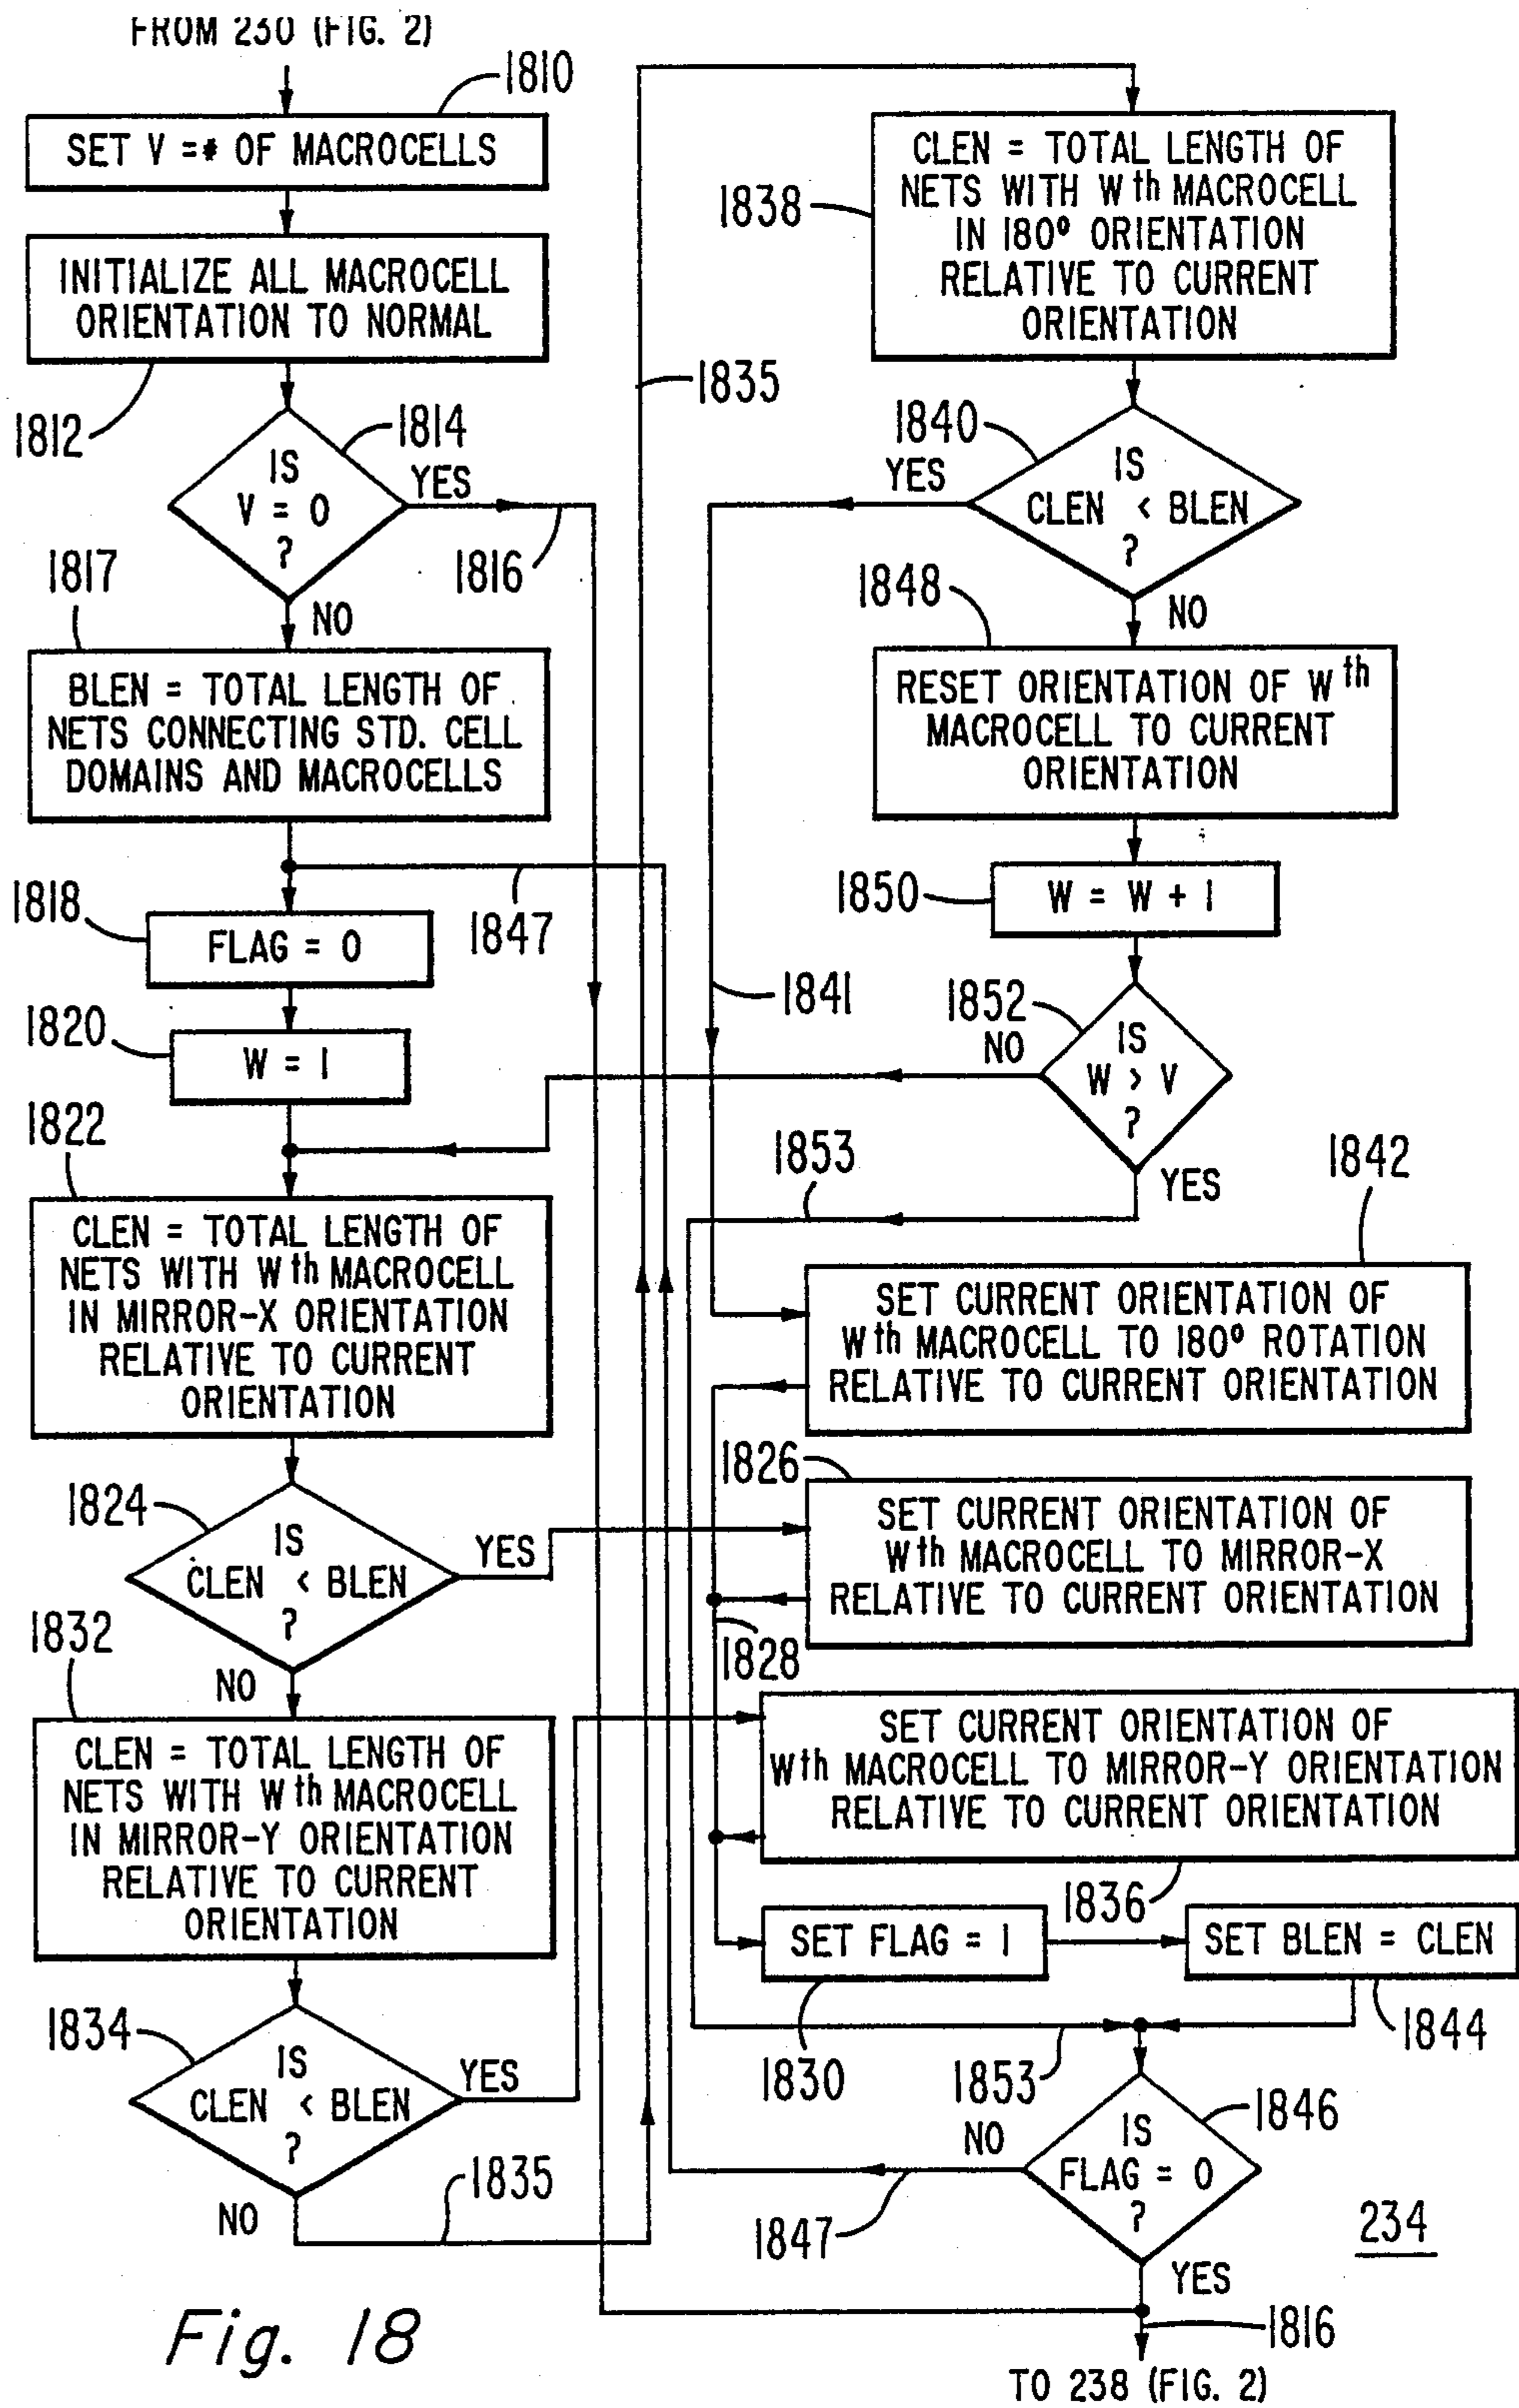 FROM 230 (FIG. 2)
1810
SET V =# OF MACROCELLS
INITIALIZE ALL MACROCELL
ORIENTATION TO NORMAL
1812
1814
IS
V = 0
?
YES
1816
NO
1817
BLEN = TOTAL LENGTH OF
NETS CONNECTING STD. CELL
DOMAINS AND MACROCELLS
1847
1818
FLAG = 0
1820
W = 1
1822
CLEN = TOTAL LENGTH OF
NETS WITH Wth MACROCELL
IN MIRROR-X ORIENTATION
RELATIVE TO CURRENT
ORIENTATION
1824
IS
CLEN < BLEN
?
YES
NO
1832
CLEN = TOTAL LENGTH OF
NETS WITH Wth MACROCELL
IN MIRROR-Y ORIENTATION
RELATIVE TO CURRENT
ORIENTATION
1834
IS
CLEN < BLEN
?
YES
NO
1835
1835
1838
CLEN = TOTAL LENGTH OF
NETS WITH Wth MACROCELL
IN 180° ORIENTATION
RELATIVE TO CURRENT
ORIENTATION
1840
IS
CLEN < BLEN
?
YES
NO
1841
1848
RESET ORIENTATION OF Wth
MACROCELL TO CURRENT
ORIENTATION
1850
W = W + 1
1852
IS
W > V
?
NO
YES
1853
1842
SET CURRENT ORIENTATION OF
Wth MACROCELL TO 180° ROTATION
RELATIVE TO CURRENT ORIENTATION
1826
SET CURRENT ORIENTATION OF
Wth MACROCELL TO MIRROR-X
RELATIVE TO CURRENT ORIENTATION
1828
SET CURRENT ORIENTATION OF
Wth MACROCELL TO MIRROR-Y ORIENTATION
RELATIVE TO CURRENT ORIENTATION
1836
SET FLAG = 1
1830
SET BLEN = CLEN
1844
1853
1846
IS
FLAG = 0
?
NO
1847
YES
1816
234
TO 238 (FIG. 2)
Fig. 18